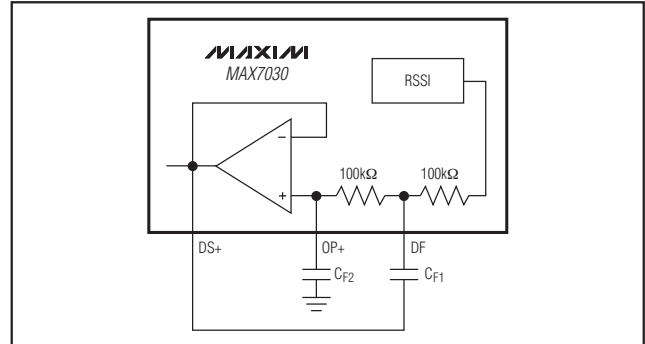 MAXIM
MAX7030
RSSI
−
+
100kΩ
100kΩ
DS+
OP+
DF
CF2
CF1